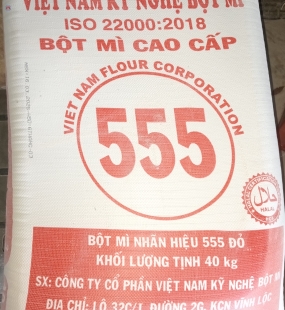 VIỆT NAM KỸ NGHỆ BỘT MÌ
ISO 22000:2018
BỘT MÌ CAO CẤP
VIET NAM FLOUR CORPORATION
555
حلال
HALAL
BỘT MÌ NHÃN HIỆU 555 ĐỎ
KHỐI LƯỢNG TỊNH 40 kg
SX: CÔNG TY CỔ PHẦN VIỆT NAM KỸ NGHỆ BỘT MÌ
ĐỊA CHỈ: LÔ 32C/I, ĐƯỜNG 2G, KCN VĨNH LỘC